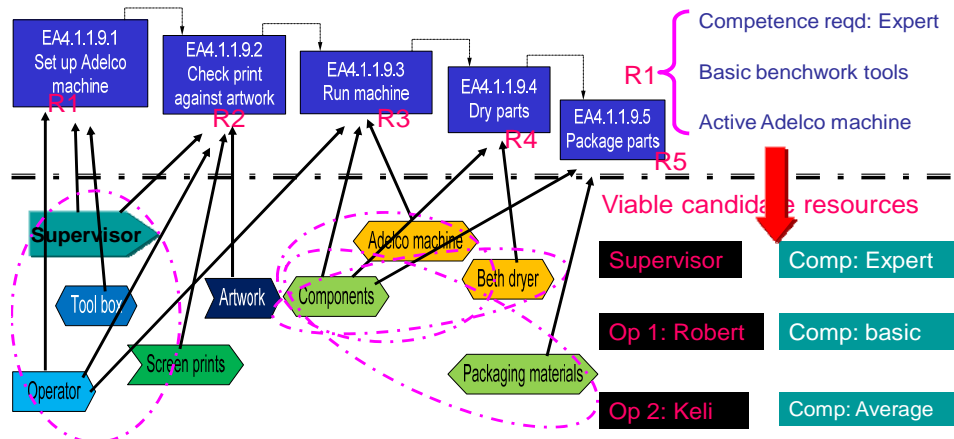 EA4.1.1.9.1
Set up Adelco
machine
R1
EA4.1.1.9.2
Check print
against artwork
R2
EA4.1.1.9.3
Run machine
R3
EA4.1.1.9.4
Dry parts
R4
EA4.1.1.9.5
Package parts
R5
R1
Competence reqd: Expert
Basic benchwork tools
Active Adelco machine
Viable candidate resources
Supervisor
Comp: Expert
Op 1: Robert
Comp: basic
Op 2: Keli
Comp: Average
Supervisor
Tool box
Operator
Screen prints
Artwork
Components
Adelco machine
Beth dryer
Packaging materials